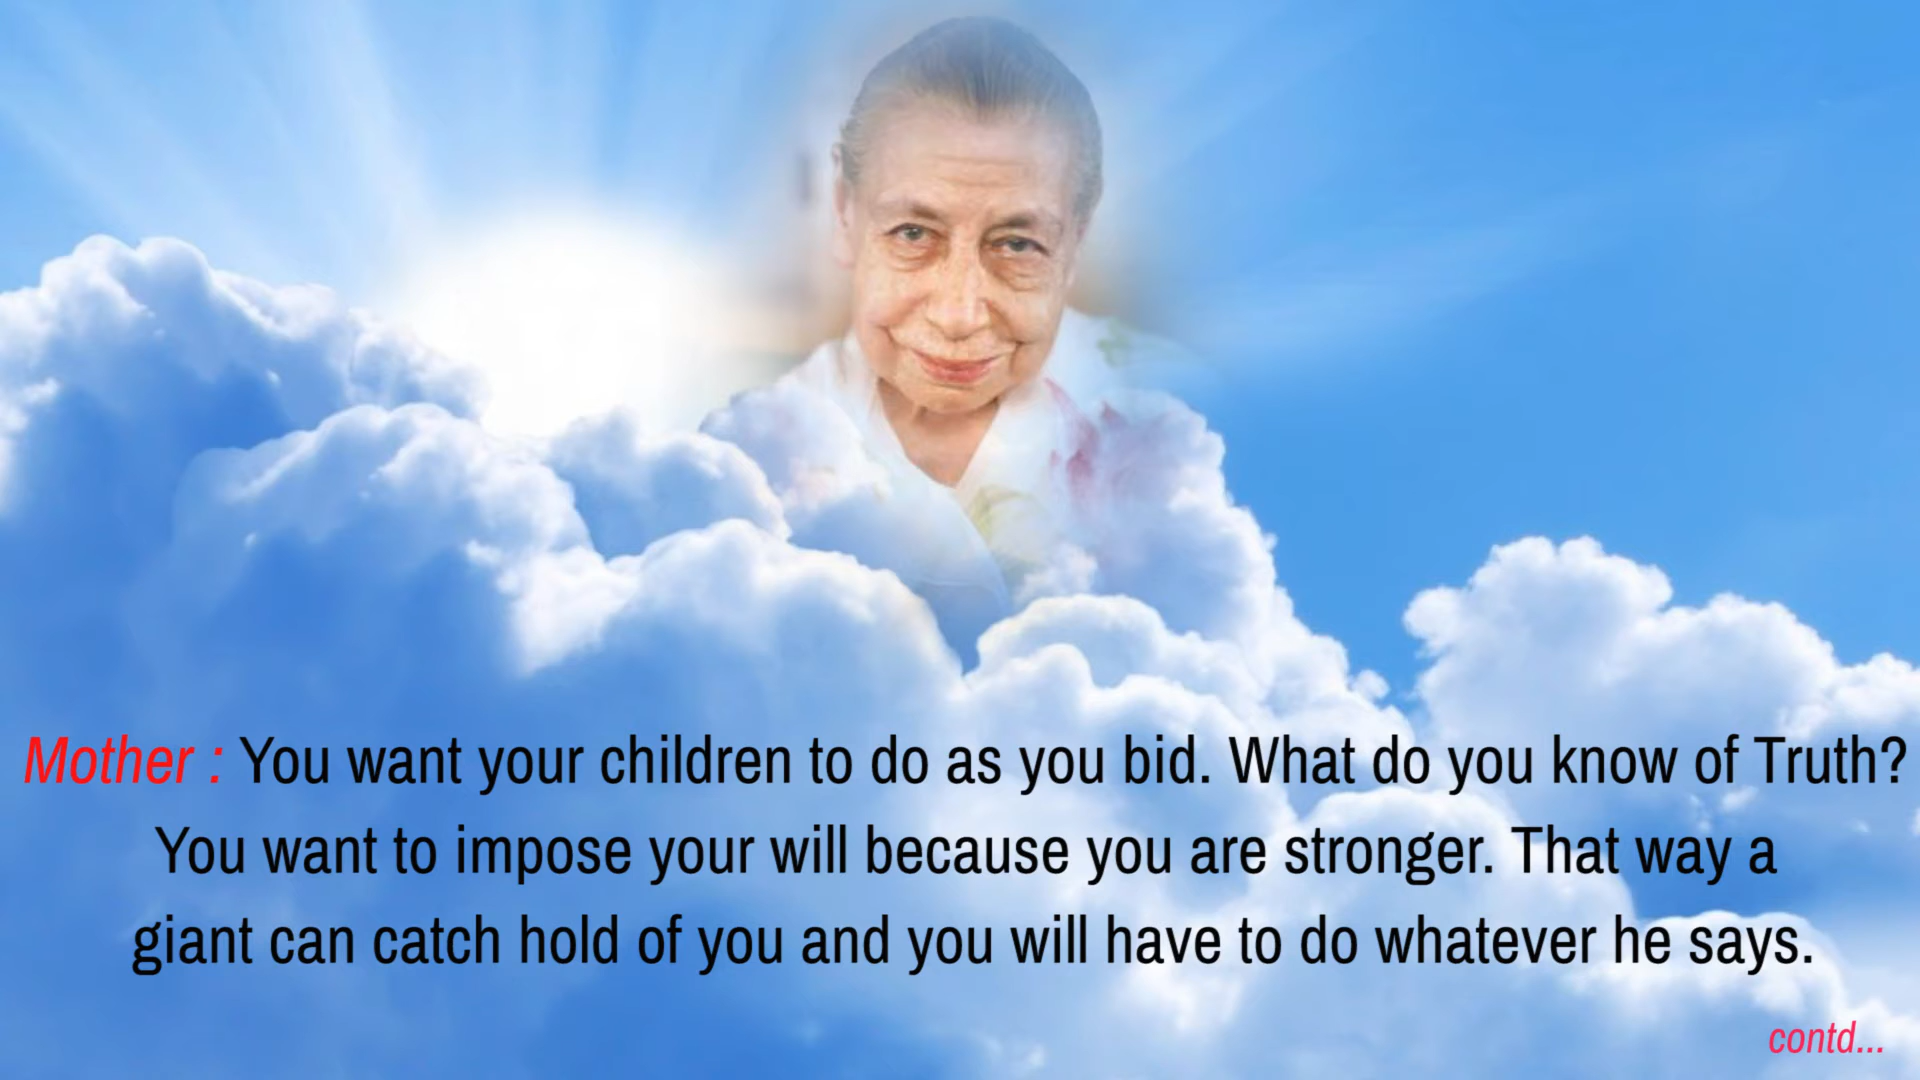 Mother : You want your children to do as you bid. What do you know of Truth?
You want to impose your will because you are stronger. That way a
giant can catch hold of you and you will have to do whatever he says.
contd...